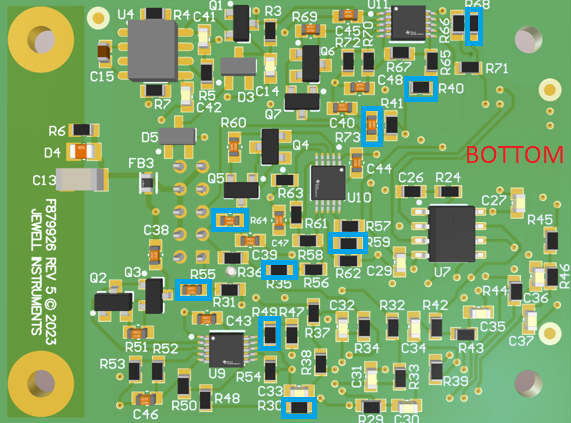 U4
R4
C41
Q1
R3
R69
C45
U11
R66
R68
C15
R5
D3
C14
Q6
R72
R70
R67
R65
R71
R7
C42
Q7
C48
R40
C40
R41
R73
BOTTOM
R6
D5
R60
Q4
C44
D4
FB3
Q5
R63
U10
C26
R24
C27
C13
R64
C47
R61
R57
R59
R45
C38
C39
R58
R62
C29
U7
Q2
Q3
R55
R36
R31
R35
R56
R44
R46
C36
F879926 REV 5 © 2023
JEWELL INSTRUMENTS
R51
C43
R49
R47
R37
C32
R34
R32
C34
R42
C35
C37
R43
R53
R52
U9
R54
R38
C31
R33
R39
C46
R50
R48
C33
R30
R29
C30